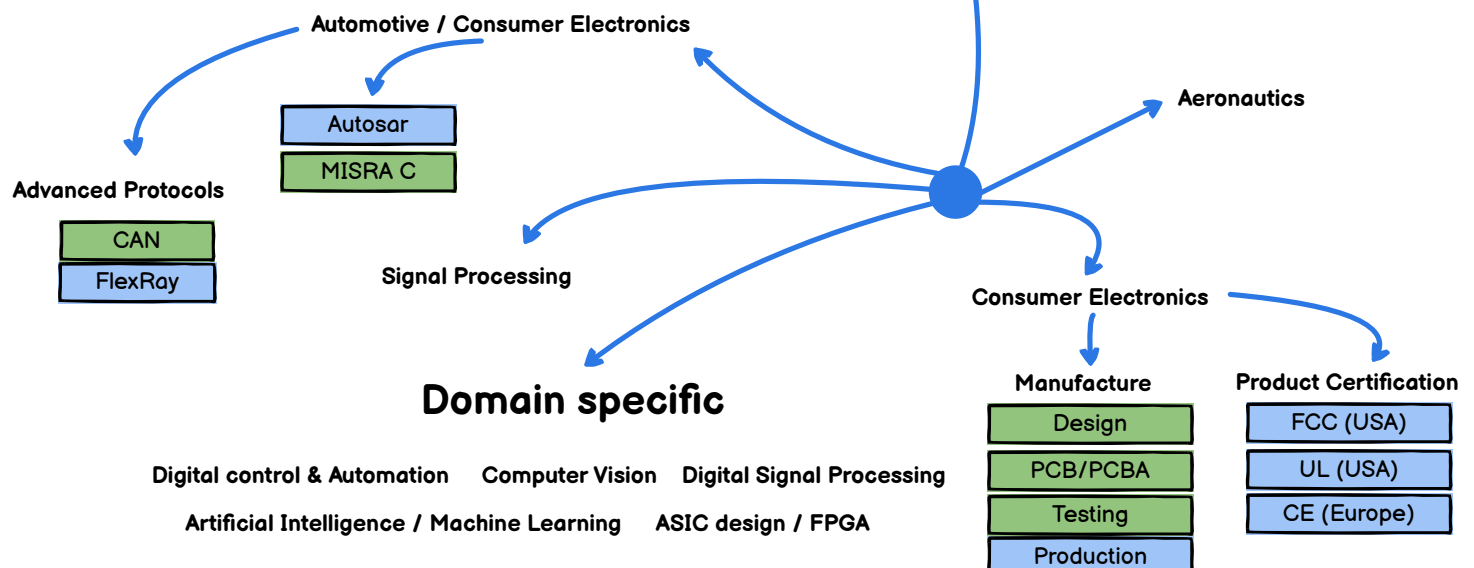 Automotive / Consumer Electronics
Autosar
MISRA C
Advanced Protocols
CAN
FlexRay
Aeronautics
Signal Processing
Consumer Electronics
Manufacture
Design
PCB/PCBA
Testing
Production
Product Certification
FCC (USA)
UL (USA)
CE (Europe)
Domain specific
Digital control & Automation
Computer Vision
Digital Signal Processing
Artificial Intelligence / Machine Learning
ASIC design / FPGA